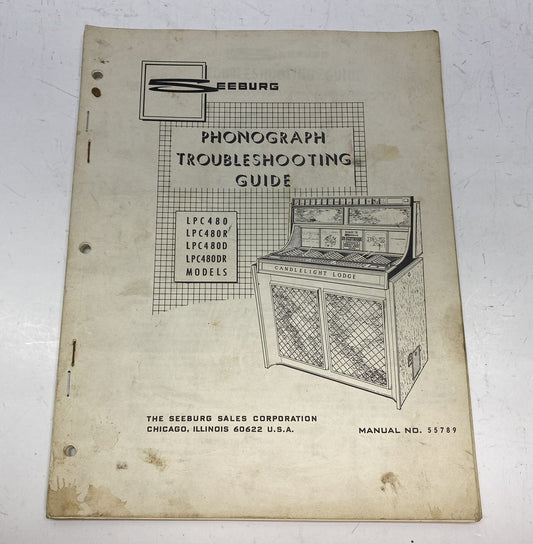 SEEBURG
PHONOGRAPH
TROUBLESHOOTING
GUIDE
LPC480
LPC480R
LPC480D
LPC480DR
MODELS
CANDLELIGHT LODGE
THE SEEBURG SALES CORPORATION
CHICAGO, ILLINOIS 60622 U.S.A.
MANUAL NO. 55789